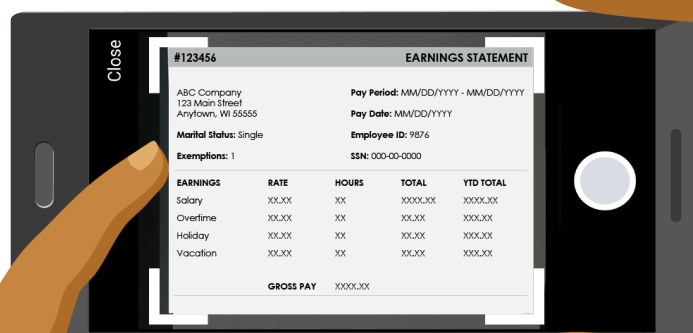 Close
#123456 EARNINGS STATEMENT
ABC Company Pay Period: MM/DD/YYYY - MM/DD/YYYY
123 Main Street
Anytown, WI 55555 Pay Date: MM/DD/YYYY
Marital Status: Single Employee ID: 9876
Exemptions: 1 SSN: 000-00-0000
EARNINGS RATE HOURS TOTAL YTD TOTAL
Salary XX.XX XX XXXX.XX XXXX.XX
Overtime XX.XX XX XX.XX XXX.XX
Holiday XX.XX XX XX.XX XXX.XX
Vacation XX.XX XX XX.XX XXX.XX
GROSS PAY XXXX.XX